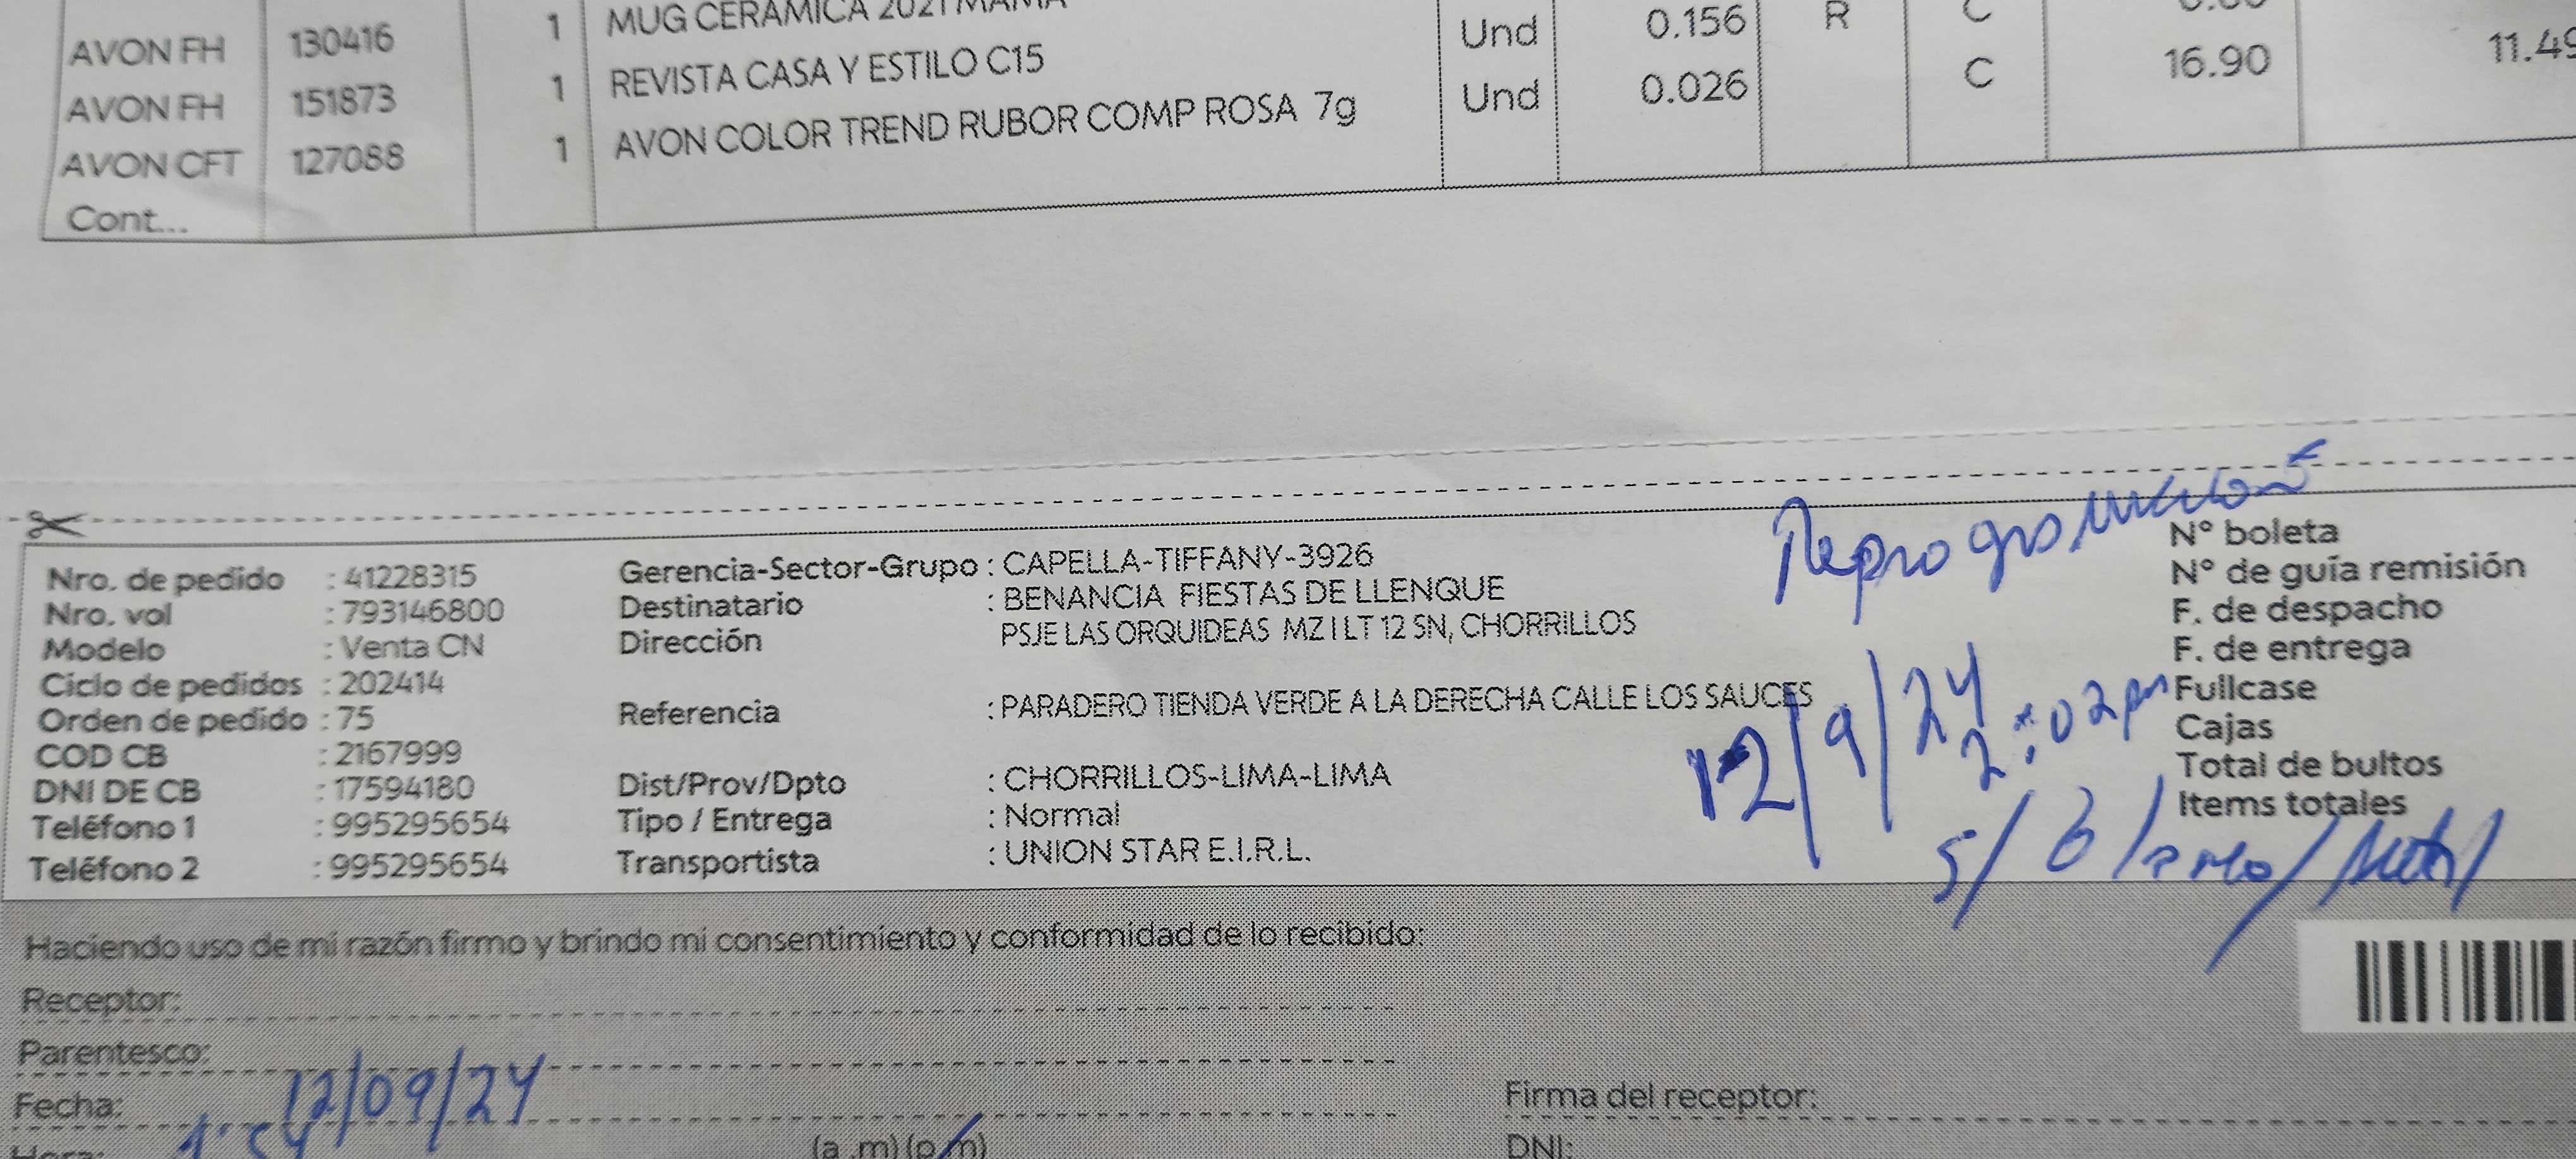 MUG CERAMICA 2021 MAMA
AVON FH 130416 1 REVISTA CASA Y ESTILO C15 Und 0.156 R C
AVON FH 151873 1 AVON COLOR TREND RUBOR COMP ROSA 7g Und 0.026 C 16.90 11.49
AVON CFT 127088 1
Cont...
Nro. de pedido : 41228315
Nro. vol : 793146800
Modelo : Venta CN
Ciclo de pedidos : 202414
Orden de pedido : 75
COD CB : 2167999
DNI DE CB : 17594180
Teléfono 1 : 995295654
Teléfono 2 : 995295654
Gerencia-Sector-Grupo : CAPELLA-TIFFANY-3926
Destinatario : BENANCIA FIESTAS DE LLENQUE
Dirección PSJE LAS ORQUIDEAS MZ I LT 12 SN, CHORRILLOS
Referencia : PARADERO TIENDA VERDE A LA DERECHA CALLE LOS SAUCES
Dist/Prov/Dpto : CHORRILLOS-LIMA-LIMA
Tipo / Entrega : Normal
Transportista : UNION STAR E.I.R.L.
12/9/24
2:02 pm
N° boleta
N° de guía remisión
F. de despacho
F. de entrega
Fullcase
Cajas
Total de bultos
Items totales
Haciendo uso de mi razón firmo y brindo mi consentimiento y conformidad de lo recibido:
Receptor:
Parentesco:
Fecha: 12/09/24
Hora: 1:54 (a.m) (p.m)
Firma del receptor:
DNI: